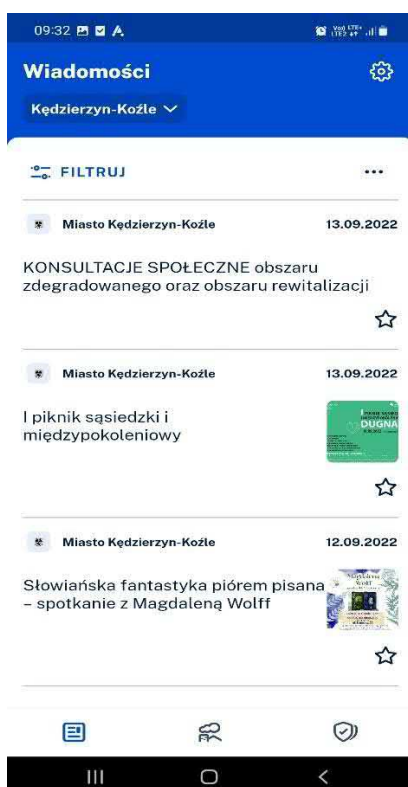 09:32
Wiadomości
Kędzierzyn-Koźle
FILTRUJ
Miasto Kędzierzyn-Koźle 13.09.2022
KONSULTACJE SPOŁECZNE obszaru
zdegradowanego oraz obszaru rewitalizacji
Miasto Kędzierzyn-Koźle 13.09.2022
I piknik sąsiedzki i
międzypokoleniowy
DUGNA
Miasto Kędzierzyn-Koźle 12.09.2022
Słowiańska fantastyka piórem pisana
– spotkanie z Magdaleną Wolff
Magdalena
Wolff